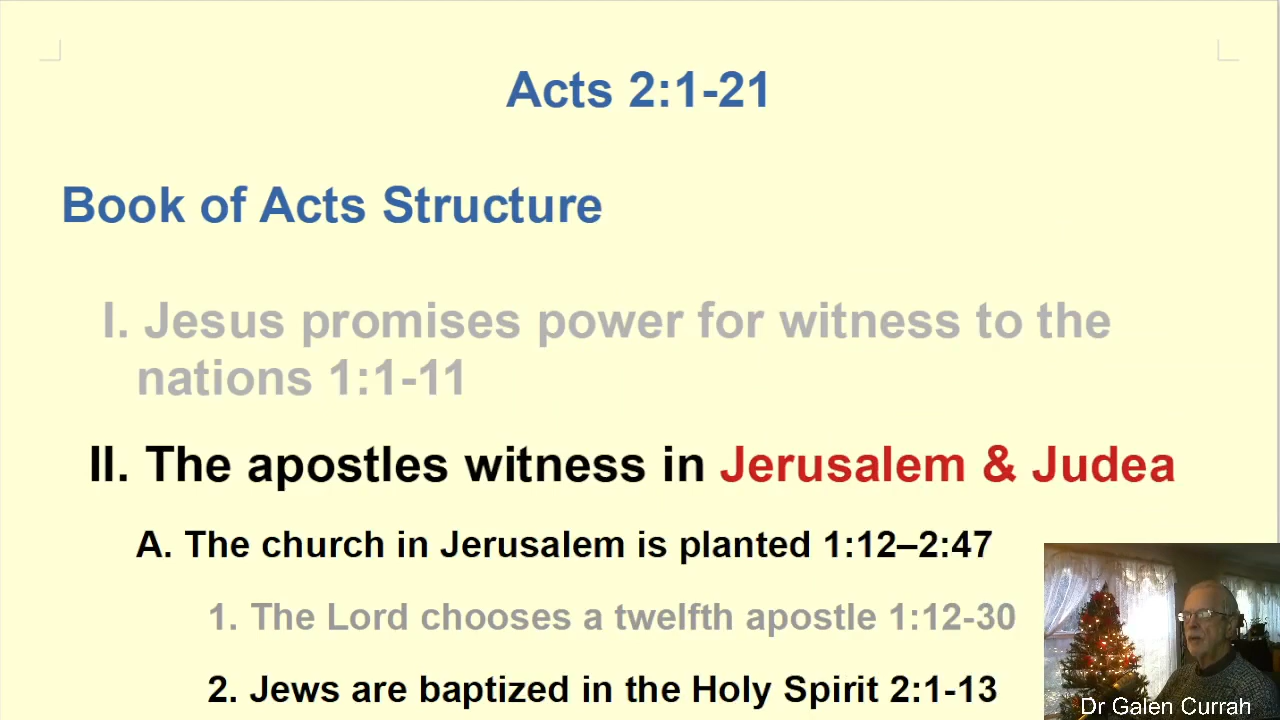 Acts 2:1-21
Book of Acts Structure
I. Jesus promises power for witness to the
nations 1:1-11
II. The apostles witness in Jerusalem & Judea
A. The church in Jerusalem is planted 1:12–2:47
1. The Lord chooses a twelfth apostle 1:12-30
2. Jews are baptized in the Holy Spirit 2:1-13
Dr Galen Currah